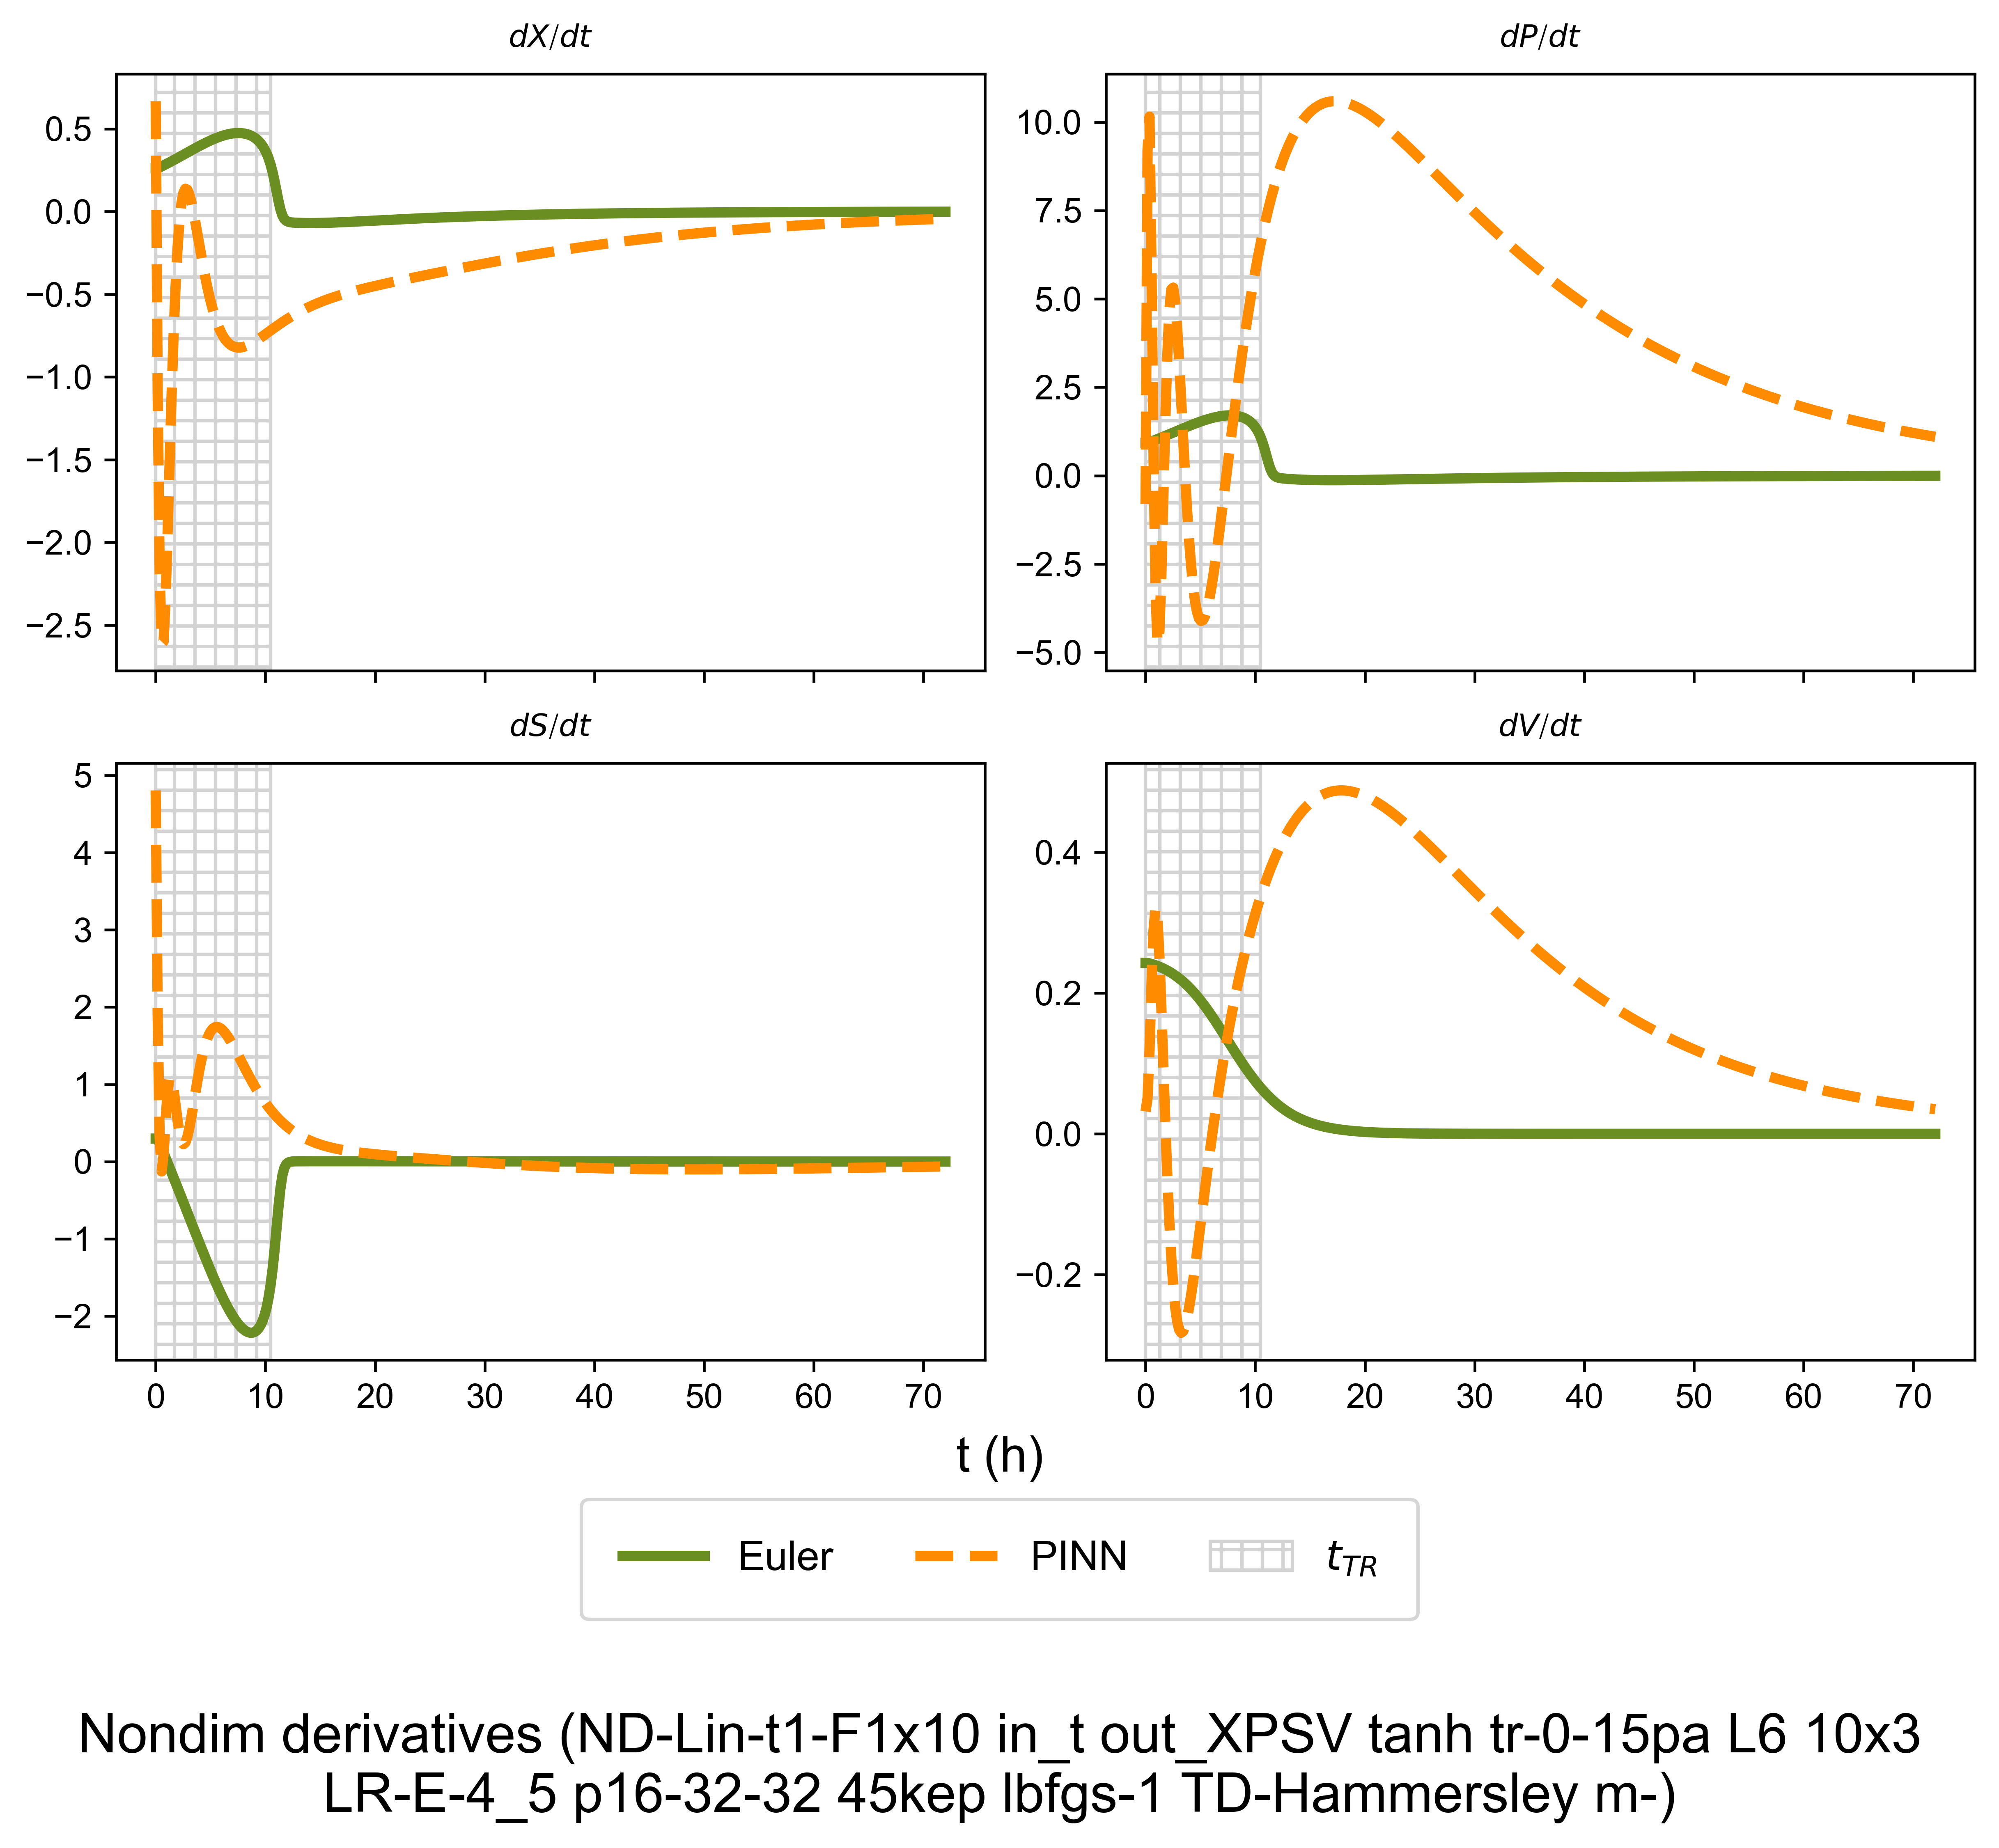 dX/dt
dP/dt
0.5
0.0
−0.5
−1.0
−1.5
−2.0
−2.5
10.0
7.5
5.0
2.5
0.0
−2.5
−5.0
dS/dt
dV/dt
5
4
3
2
1
0
−1
−2
0.4
0.2
0.0
−0.2
0 10 20 30 40 50 60 70
0 10 20 30 40 50 60 70
t (h)
Euler PINN t_TR
Nondim derivatives (ND-Lin-t1-F1x10 in_t out_XPSV tanh tr-0-15pa L6 10x3
LR-E-4_5 p16-32-32 45kep lbfgs-1 TD-Hammersley m-)